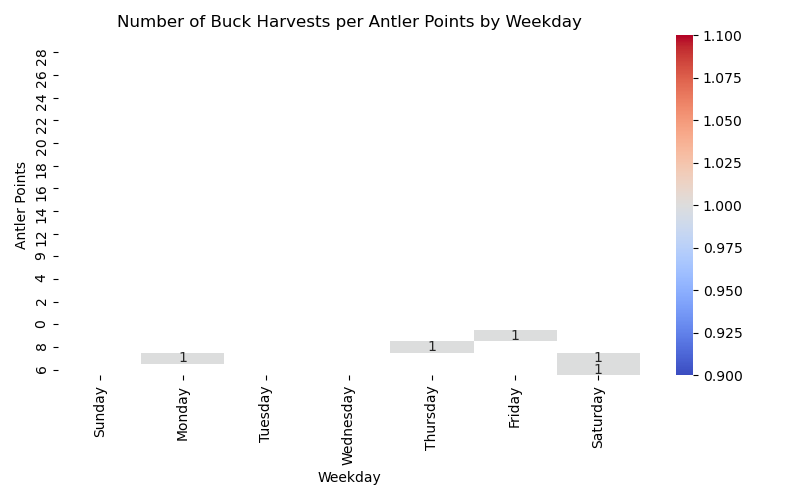 Number of Buck Harvests per Antler Points by Weekday
Antler Points
28
26
24
22
20
18
16
14
12
9
4
2
0
8
6
1
1
1
1
1
Sunday
Monday
Tuesday
Wednesday
Thursday
Friday
Saturday
Weekday
1.100
1.075
1.050
1.025
1.000
0.975
0.950
0.925
0.900